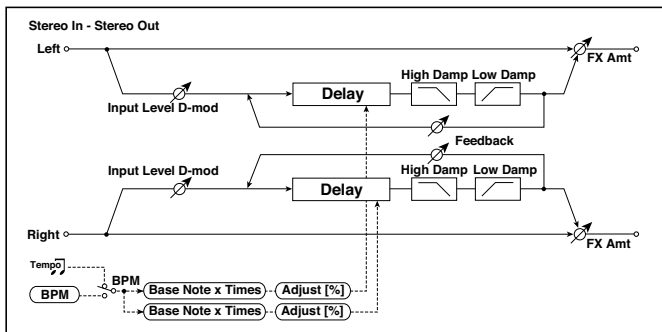 Stereo In - Stereo Out
Left
FX Amt
High Damp Low Damp
Delay
Input Level D-mod
Feedback
Input Level D-mod
High Damp Low Damp
Delay
Right
FX Amt
Tempo
BPM
BPM
Base Note x Times Adjust [%]
Base Note x Times Adjust [%]